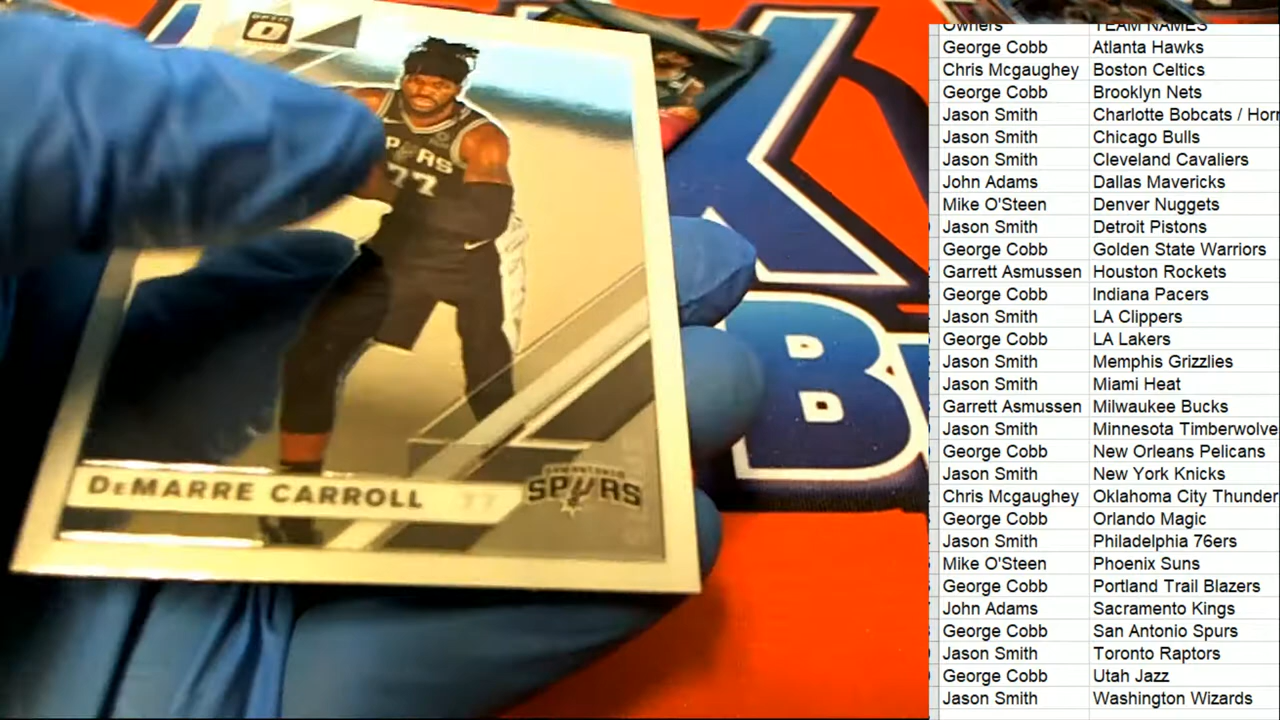 OPTIC
SPURS
77
DEMARRE CARROLL 77
SPURS
B
Owners TEAM NAMES
George Cobb Atlanta Hawks
Chris Mcgaughey Boston Celtics
George Cobb Brooklyn Nets
Jason Smith Charlotte Bobcats / Horn
Jason Smith Chicago Bulls
Jason Smith Cleveland Cavaliers
John Adams Dallas Mavericks
Mike O'Steen Denver Nuggets
Jason Smith Detroit Pistons
George Cobb Golden State Warriors
Garrett Asmussen Houston Rockets
George Cobb Indiana Pacers
Jason Smith LA Clippers
George Cobb LA Lakers
Jason Smith Memphis Grizzlies
Jason Smith Miami Heat
Garrett Asmussen Milwaukee Bucks
Jason Smith Minnesota Timberwolve
George Cobb New Orleans Pelicans
Jason Smith New York Knicks
Chris Mcgaughey Oklahoma City Thunder
George Cobb Orlando Magic
Jason Smith Philadelphia 76ers
Mike O'Steen Phoenix Suns
George Cobb Portland Trail Blazers
John Adams Sacramento Kings
George Cobb San Antonio Spurs
Jason Smith Toronto Raptors
George Cobb Utah Jazz
Jason Smith Washington Wizards